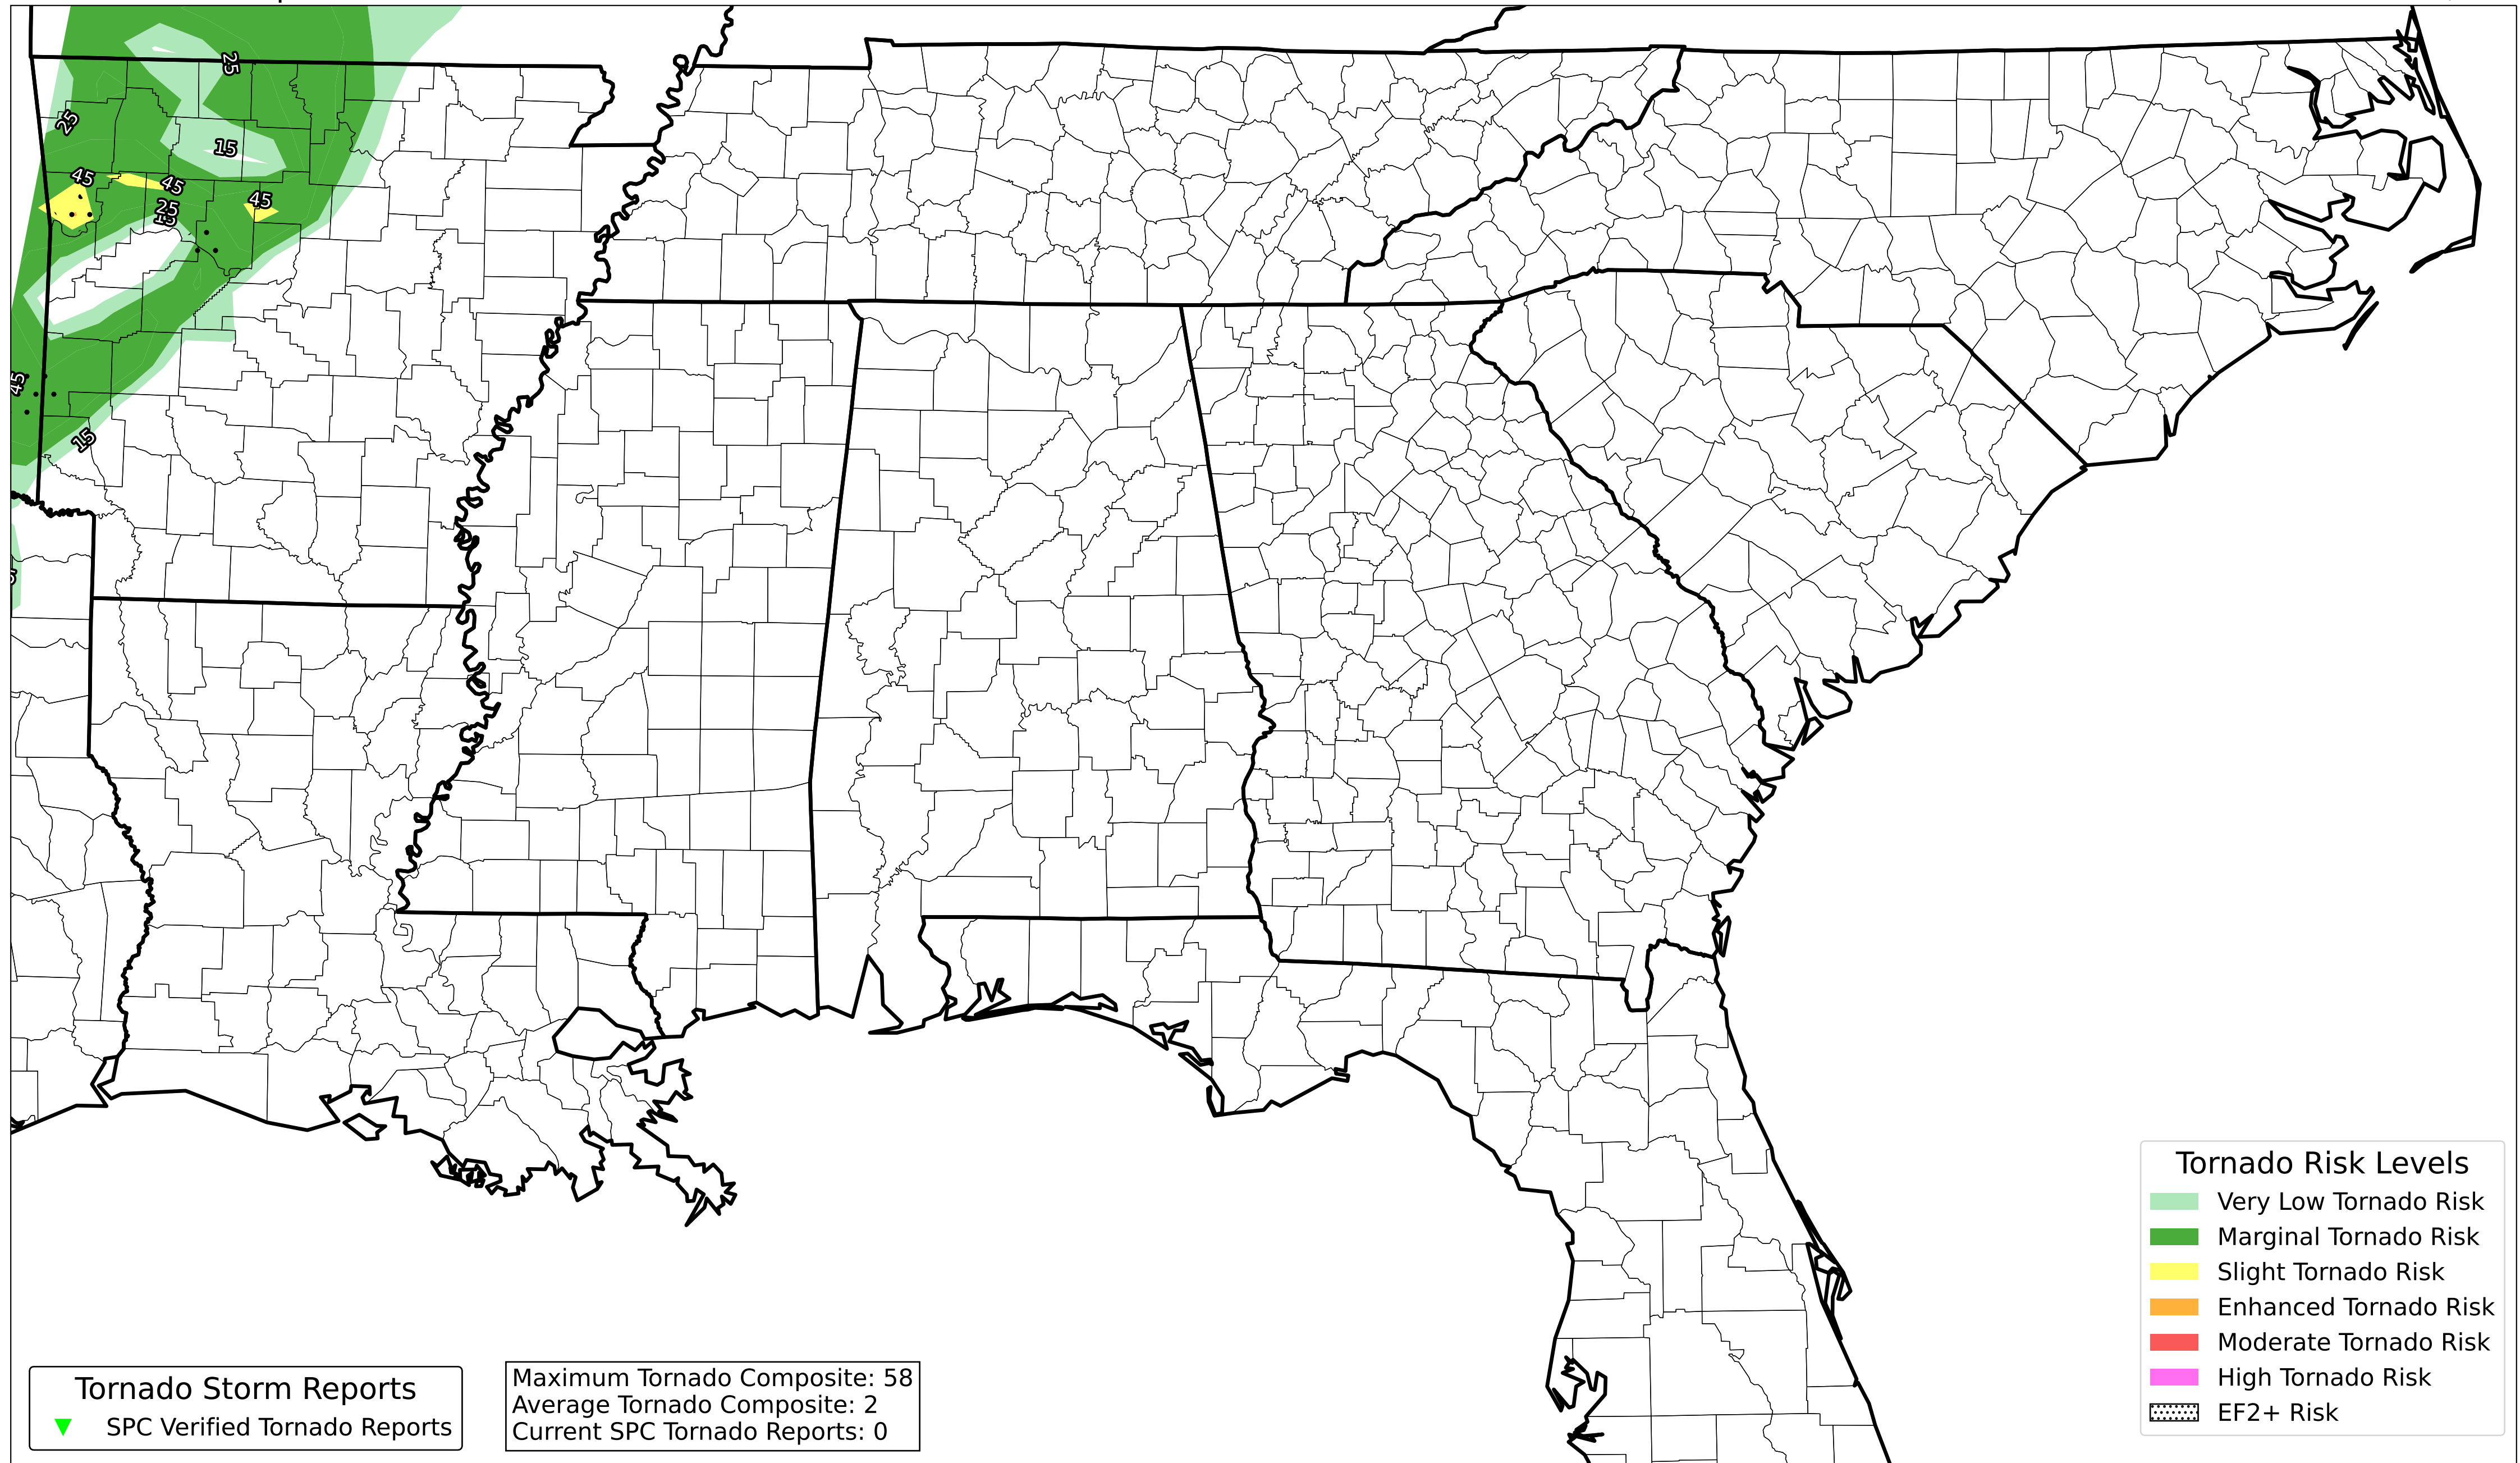 25
25
15
45
45
45
25
15
45
15
Tornado Risk Levels
Very Low Tornado Risk
Marginal Tornado Risk
Slight Tornado Risk
Enhanced Tornado Risk
Moderate Tornado Risk
High Tornado Risk
EF2+ Risk
Tornado Storm Reports
SPC Verified Tornado Reports
Maximum Tornado Composite: 58
Average Tornado Composite: 2
Current SPC Tornado Reports: 0